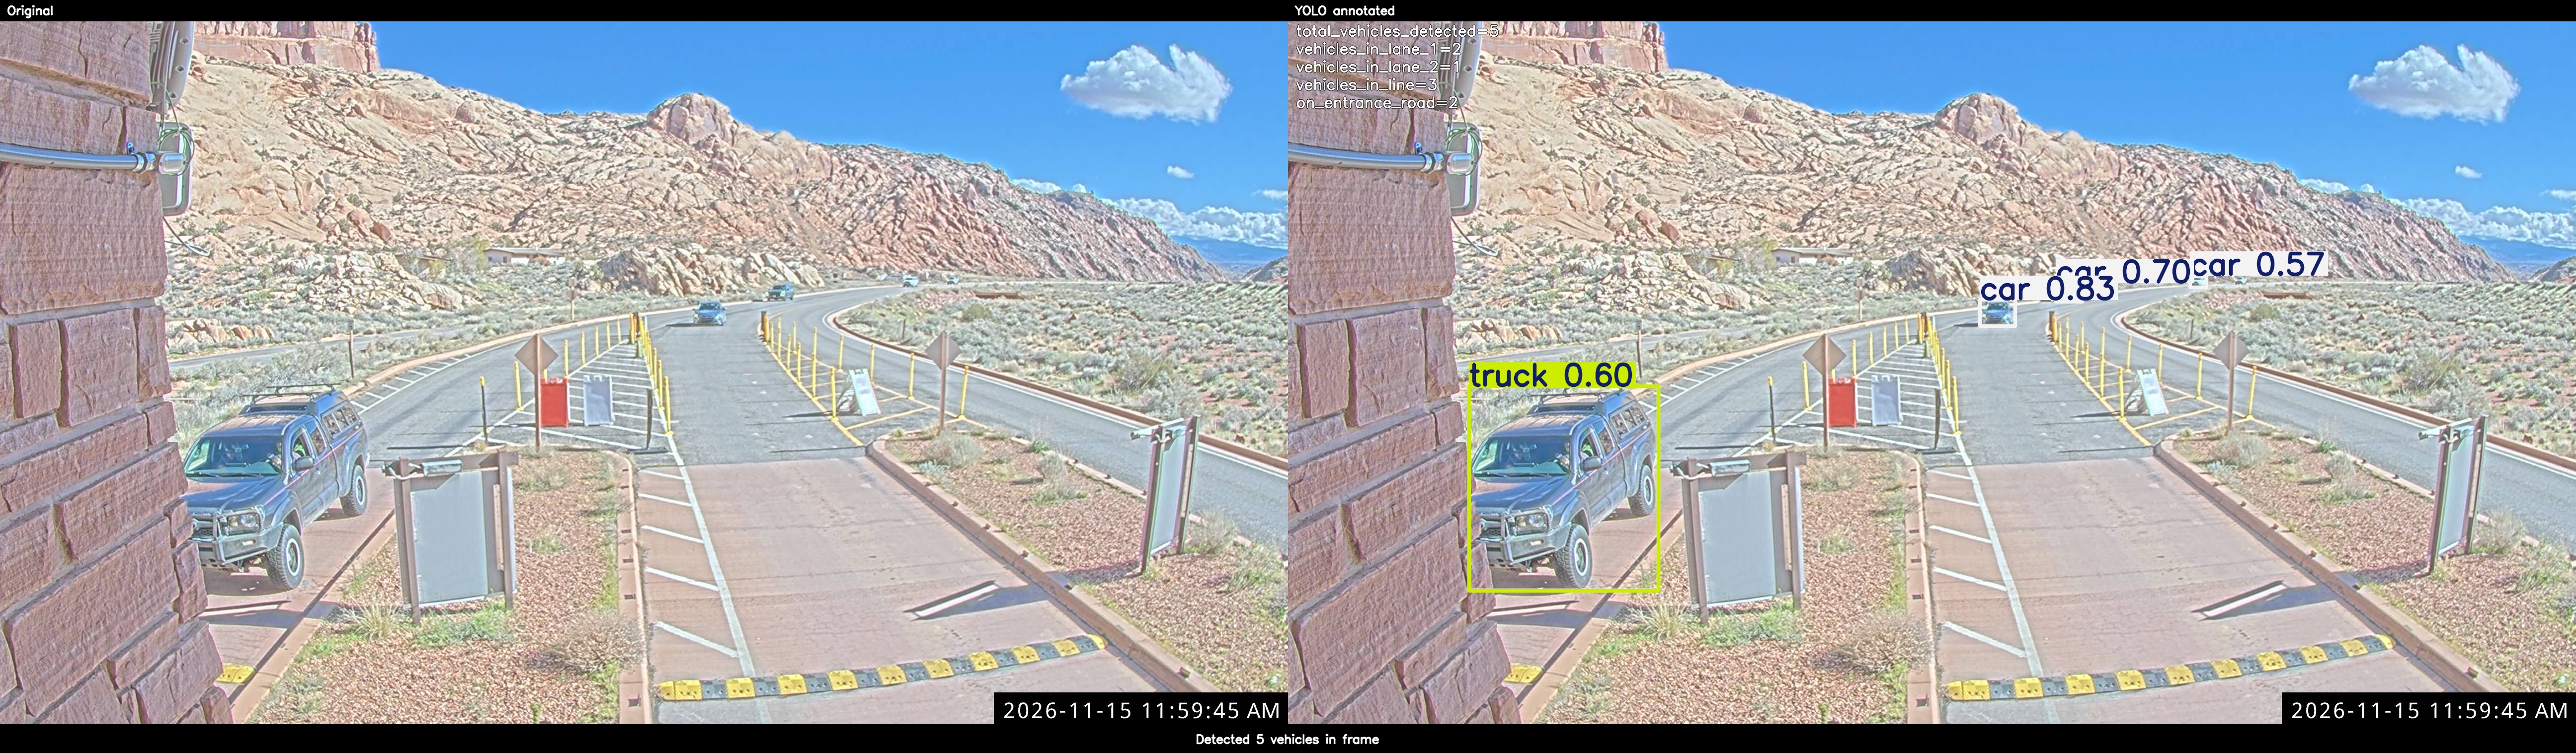 Original
YOLO annotated
total_vehicles_detected=5
vehicles_in_lane_1=2
vehicles_in_lane_2=1
vehicles_in_line=3
on_entrance_road=2
car 0.70
car 0.57
car 0.83
truck 0.60
2026-11-15 11:59:45 AM
2026-11-15 11:59:45 AM
Detected 5 vehicles in frame